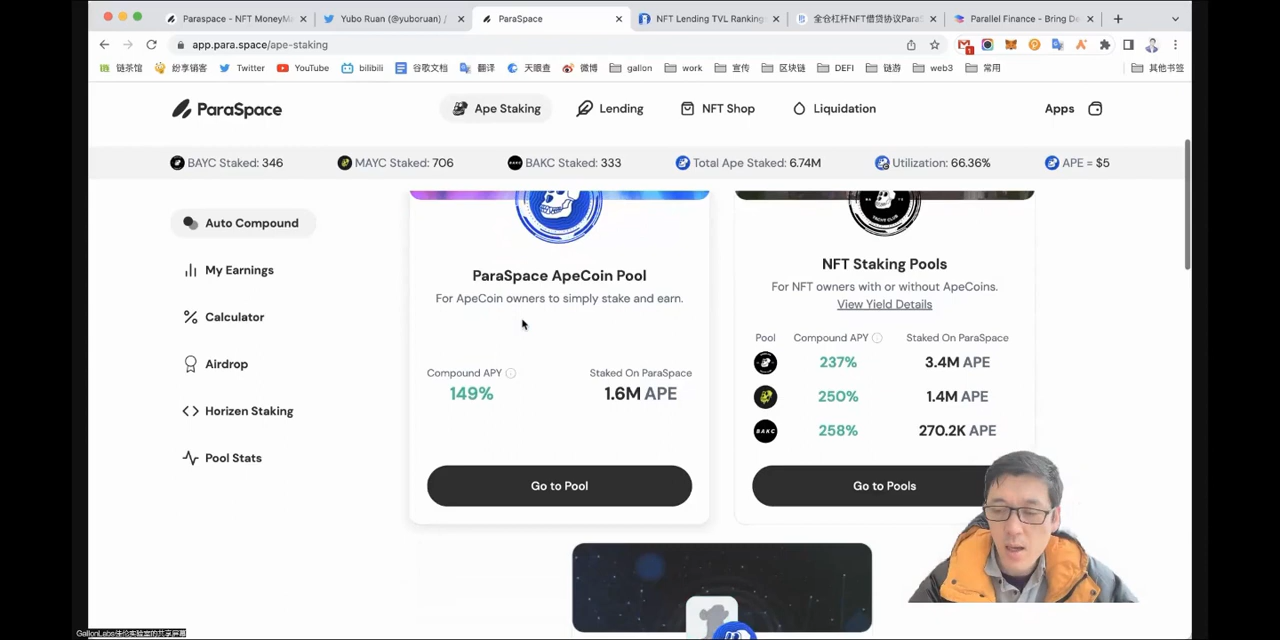 Paraspace - NFT MoneyMa
Yubo Ruan (@yuboruan) /
ParaSpace
NFT Lending TVL Ranking
全仓杠杆NFT借贷协议ParaS
Parallel Finance - Bring De
app.para.space/ape-staking
链茶馆
纷享销客
Twitter
YouTube
bilibili
谷歌文档
翻译
天眼查
微博
gallon
work
宣传
区块链
DEFI
链游
web3
常用
其他书签
ParaSpace
Ape Staking
Lending
NFT Shop
Liquidation
Apps
BAYC Staked: 346
MAYC Staked: 706
BAKC Staked: 333
Total Ape Staked: 6.74M
Utilization: 66.36%
APE = $5
Auto Compound
My Earnings
Calculator
Airdrop
Horizen Staking
Pool Stats
ParaSpace ApeCoin Pool
For ApeCoin owners to simply stake and earn.
Compound APY
Staked On ParaSpace
149%
1.6M APE
Go to Pool
NFT Staking Pools
For NFT owners with or without ApeCoins.
View Yield Details
Pool
Compound APY
Staked On ParaSpace
237%
3.4M APE
250%
1.4M APE
BAKC
258%
270.2K APE
Go to Pools